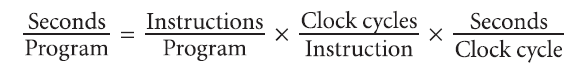 Seconds/Program = Instructions/Program × Clock cycles/Instruction × Seconds/Clock cycle